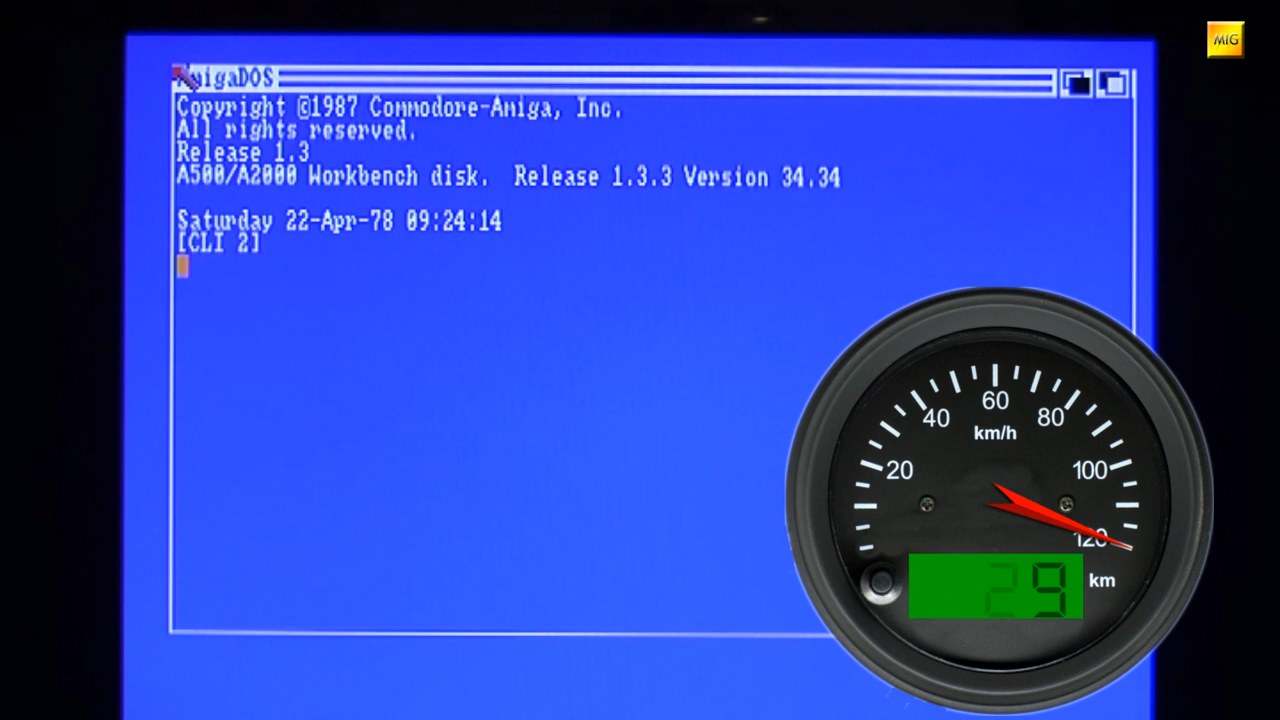 AmigaDOS
Copyright ©1987 Commodore-Amiga, Inc.
All rights reserved.
Release 1.3
A500/A2000 Workbench disk.  Release 1.3.3 Version 34.34
Saturday 22-Apr-78 09:24:14
[CLI 2]
MIG
20
40
60
80
100
120
km/h
29
km